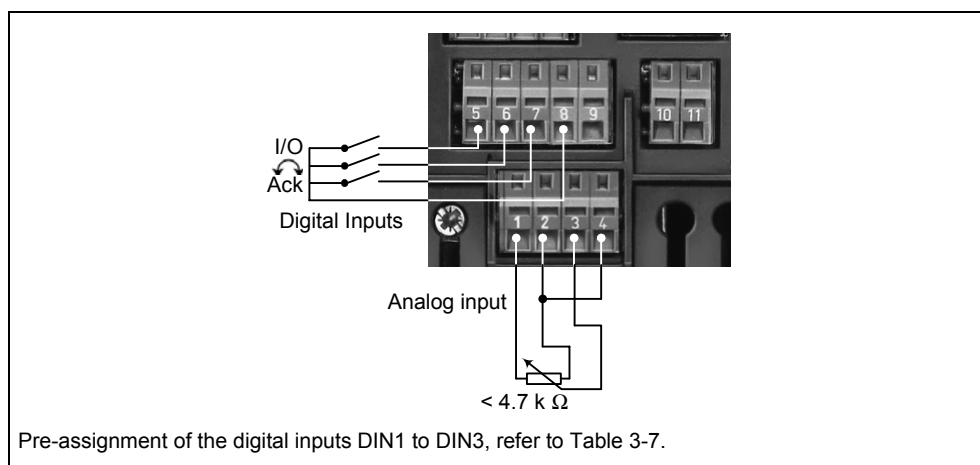 5 6 7 8 9 10 11
I/O
Ack
Digital Inputs
1 2 3 4
Analog input
< 4.7 k Ω
Pre-assignment of the digital inputs DIN1 to DIN3, refer to Table 3-7.